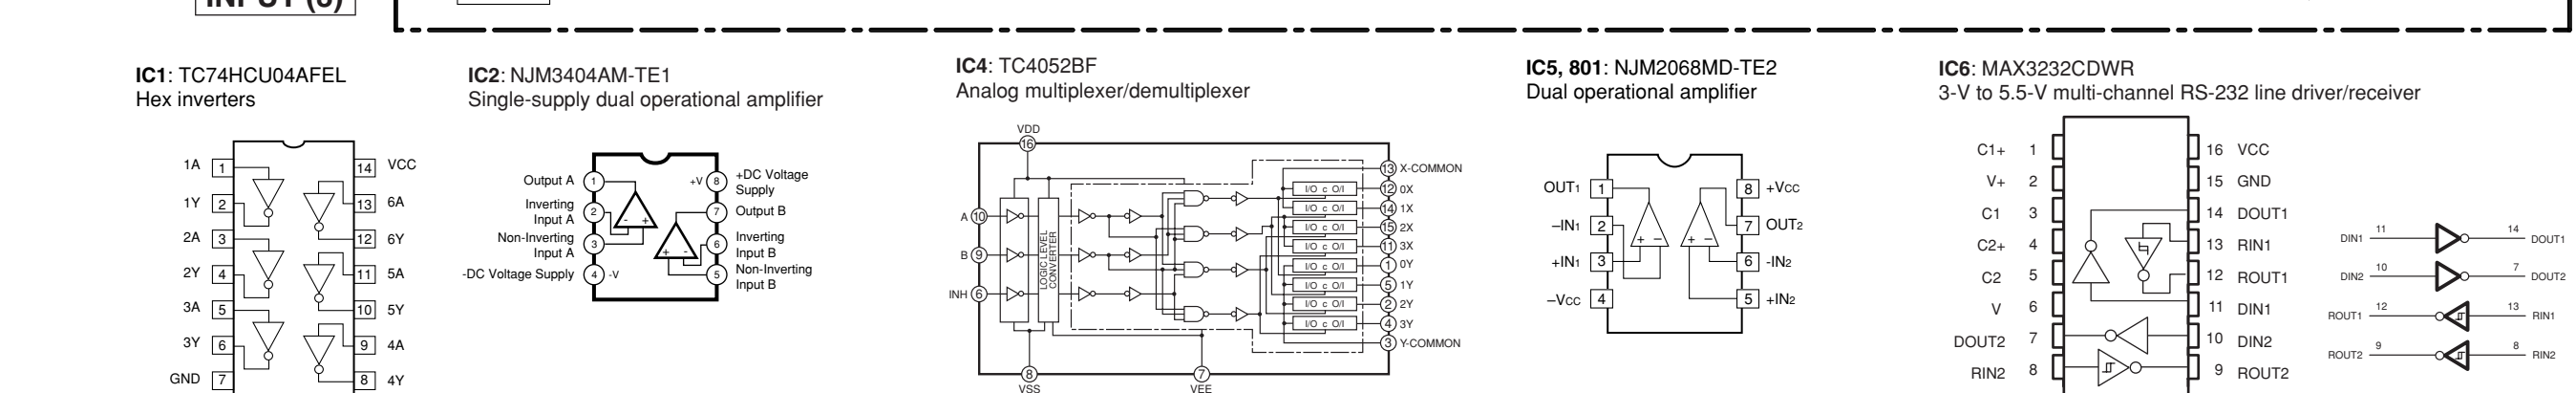 IC1: TC74HCU04AFEL
Hex inverters
1A 1
1Y 2
2A 3
2Y 4
3A 5
3Y 6
GND 7
14 VCC
13 6A
12 6Y
11 5A
10 5Y
9 4A
8 4Y
IC2: NJM3404AM-TE1
Single-supply dual operational amplifier
Output A 1
Inverting
Input A 2
Non-Inverting
Input A 3
-DC Voltage Supply 4 -V
+V 8 +DC Voltage
Supply
7 Output B
6 Inverting
Input B
5 Non-Inverting
Input B
- +
+ -
IC4: TC4052BF
Analog multiplexer/demultiplexer
VDD
16
A 10
B 9
INH 6
LOGIC LEVEL
CONVERTER
I/O c O/I
I/O c O/I
I/O c O/I
I/O c O/I
I/O c O/I
I/O c O/I
I/O c O/I
I/O c O/I
13 X-COMMON
12 0X
14 1X
15 2X
11 3X
1 0Y
5 1Y
2 2Y
4 3Y
3 Y-COMMON
8
VSS
7
VEE
IC5, 801: NJM2068MD-TE2
Dual operational amplifier
OUT1 1
–IN1 2
+IN1 3
–VCC 4
8 +VCC
7 OUT2
6 -IN2
5 +IN2
+ –
+ –
IC6: MAX3232CDWR
3-V to 5.5-V multi-channel RS-232 line driver/receiver
C1+ 1
V+ 2
C1 3
C2+ 4
C2 5
V 6
DOUT2 7
RIN2 8
16 VCC
15 GND
14 DOUT1
13 RIN1
12 ROUT1
11 DIN1
10 DIN2
9 ROUT2
DIN1 11 14 DOUT1
DIN2 10 7 DOUT2
ROUT1 12 13 RIN1
ROUT2 9 8 RIN2